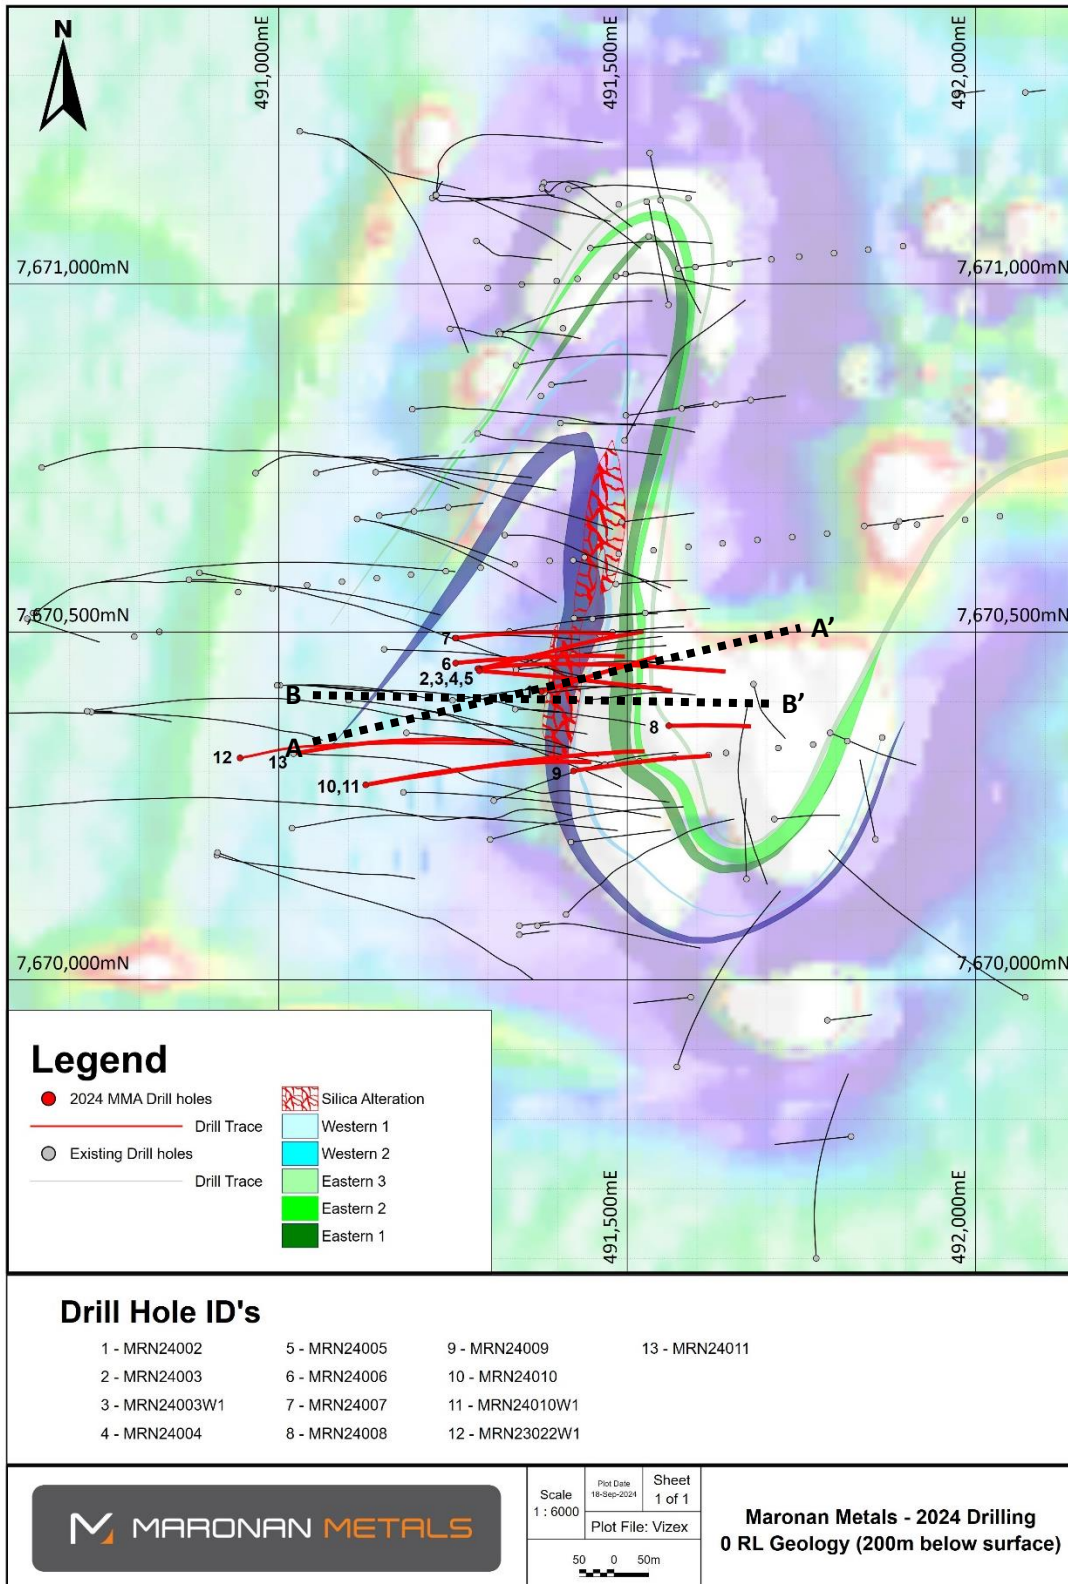 N
491,000mE
491,500mE
492,000mE
7,671,000mN
7,671,000mN
7,670,500mN
7,670,500mN
A'
7
6
2,3,4,5
1
B
B'
8
A
12
13
10,11
9
7,670,000mN
7,670,000mN
491,500mE
492,000mE
Legend
2024 MMA Drill holes
Drill Trace
Existing Drill holes
Drill Trace
Silica Alteration
Western 1
Western 2
Eastern 3
Eastern 2
Eastern 1
Drill Hole ID's
1 - MRN24002
2 - MRN24003
3 - MRN24003W1
4 - MRN24004
5 - MRN24005
6 - MRN24006
7 - MRN24007
8 - MRN24008
9 - MRN24009
10 - MRN24010
11 - MRN24010W1
12 - MRN23022W1
13 - MRN24011
MARONAN METALS
Scale
1 : 6000
Plot Date
18-Sep-2024
Sheet
1 of 1
Plot File: Vizex
50 0 50m
Maronan Metals - 2024 Drilling
0 RL Geology (200m below surface)